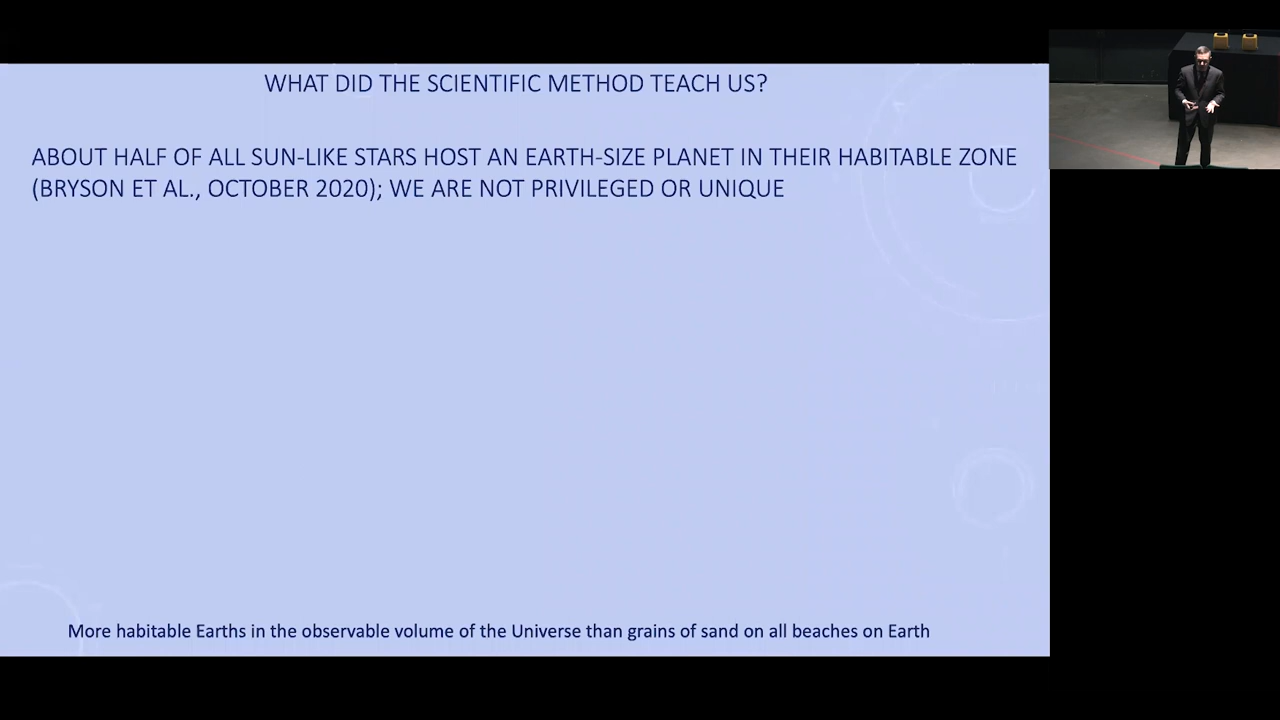 WHAT DID THE SCIENTIFIC METHOD TEACH US?
ABOUT HALF OF ALL SUN-LIKE STARS HOST AN EARTH-SIZE PLANET IN THEIR HABITABLE ZONE
(BRYSON ET AL., OCTOBER 2020); WE ARE NOT PRIVILEGED OR UNIQUE
More habitable Earths in the observable volume of the Universe than grains of sand on all beaches on Earth